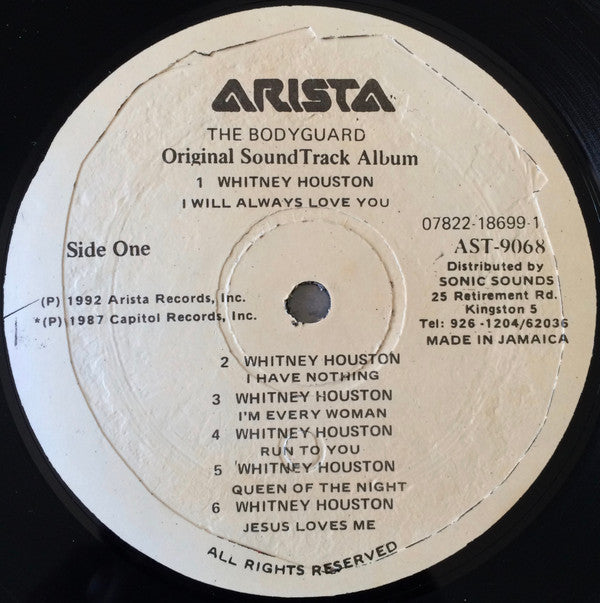 ARISTA
THE BODYGUARD
Original SoundTrack Album
1 WHITNEY HOUSTON
I WILL ALWAYS LOVE YOU
Side One
07822-18699-1
AST-9068
Distributed by
SONIC SOUNDS
25 Retirement Rd.
Kingston 5
Tel: 926 -1204/62036
MADE IN JAMAICA
(P) 1992 Arista Records, Inc.
*(P) 1987 Capitol Records, Inc.
2 WHITNEY HOUSTON
I HAVE NOTHING
3 WHITNEY HOUSTON
I'M EVERY WOMAN
4 WHITNEY HOUSTON
RUN TO YOU
5 WHITNEY HOUSTON
QUEEN OF THE NIGHT
6 WHITNEY HOUSTON
JESUS LOVES ME
ALL RIGHTS RESERVED